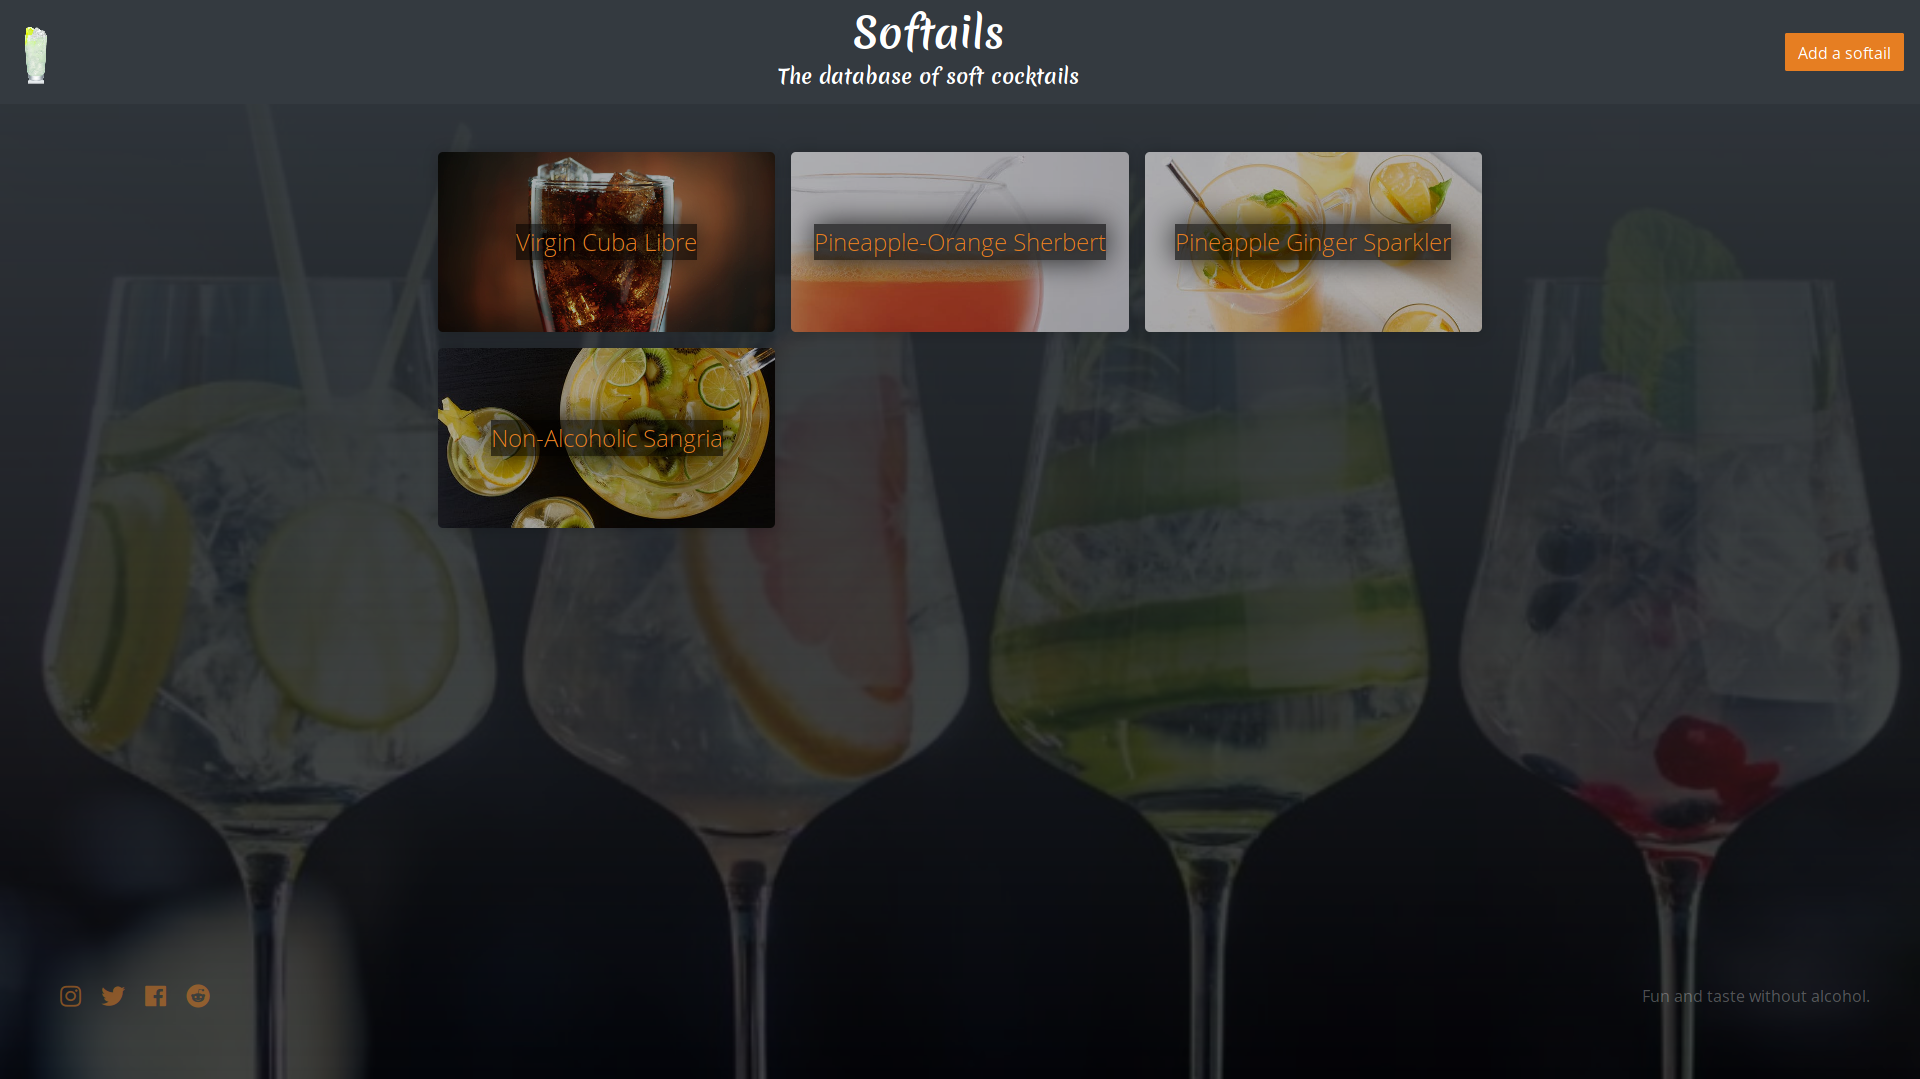 Softails
The database of soft cocktails
Add a softail
Virgin Cuba Libre
Pineapple-Orange Sherbert
Pineapple Ginger Sparkler
Non-Alcoholic Sangria
Fun and taste without alcohol.